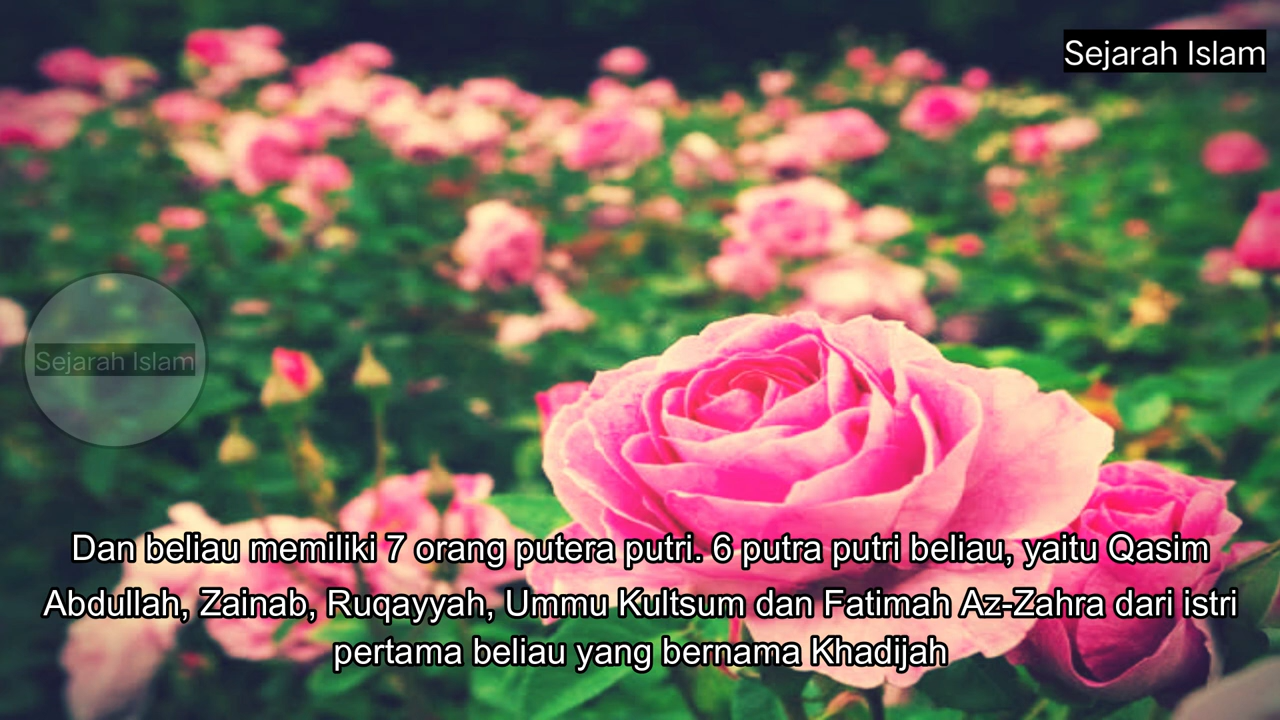 Sejarah Islam
Sejarah Islam
Dan beliau memiliki 7 orang putera putri. 6 putra putri beliau, yaitu Qasim
Abdullah, Zainab, Ruqayyah, Ummu Kultsum dan Fatimah Az-Zahra dari istri
pertama beliau yang bernama Khadijah